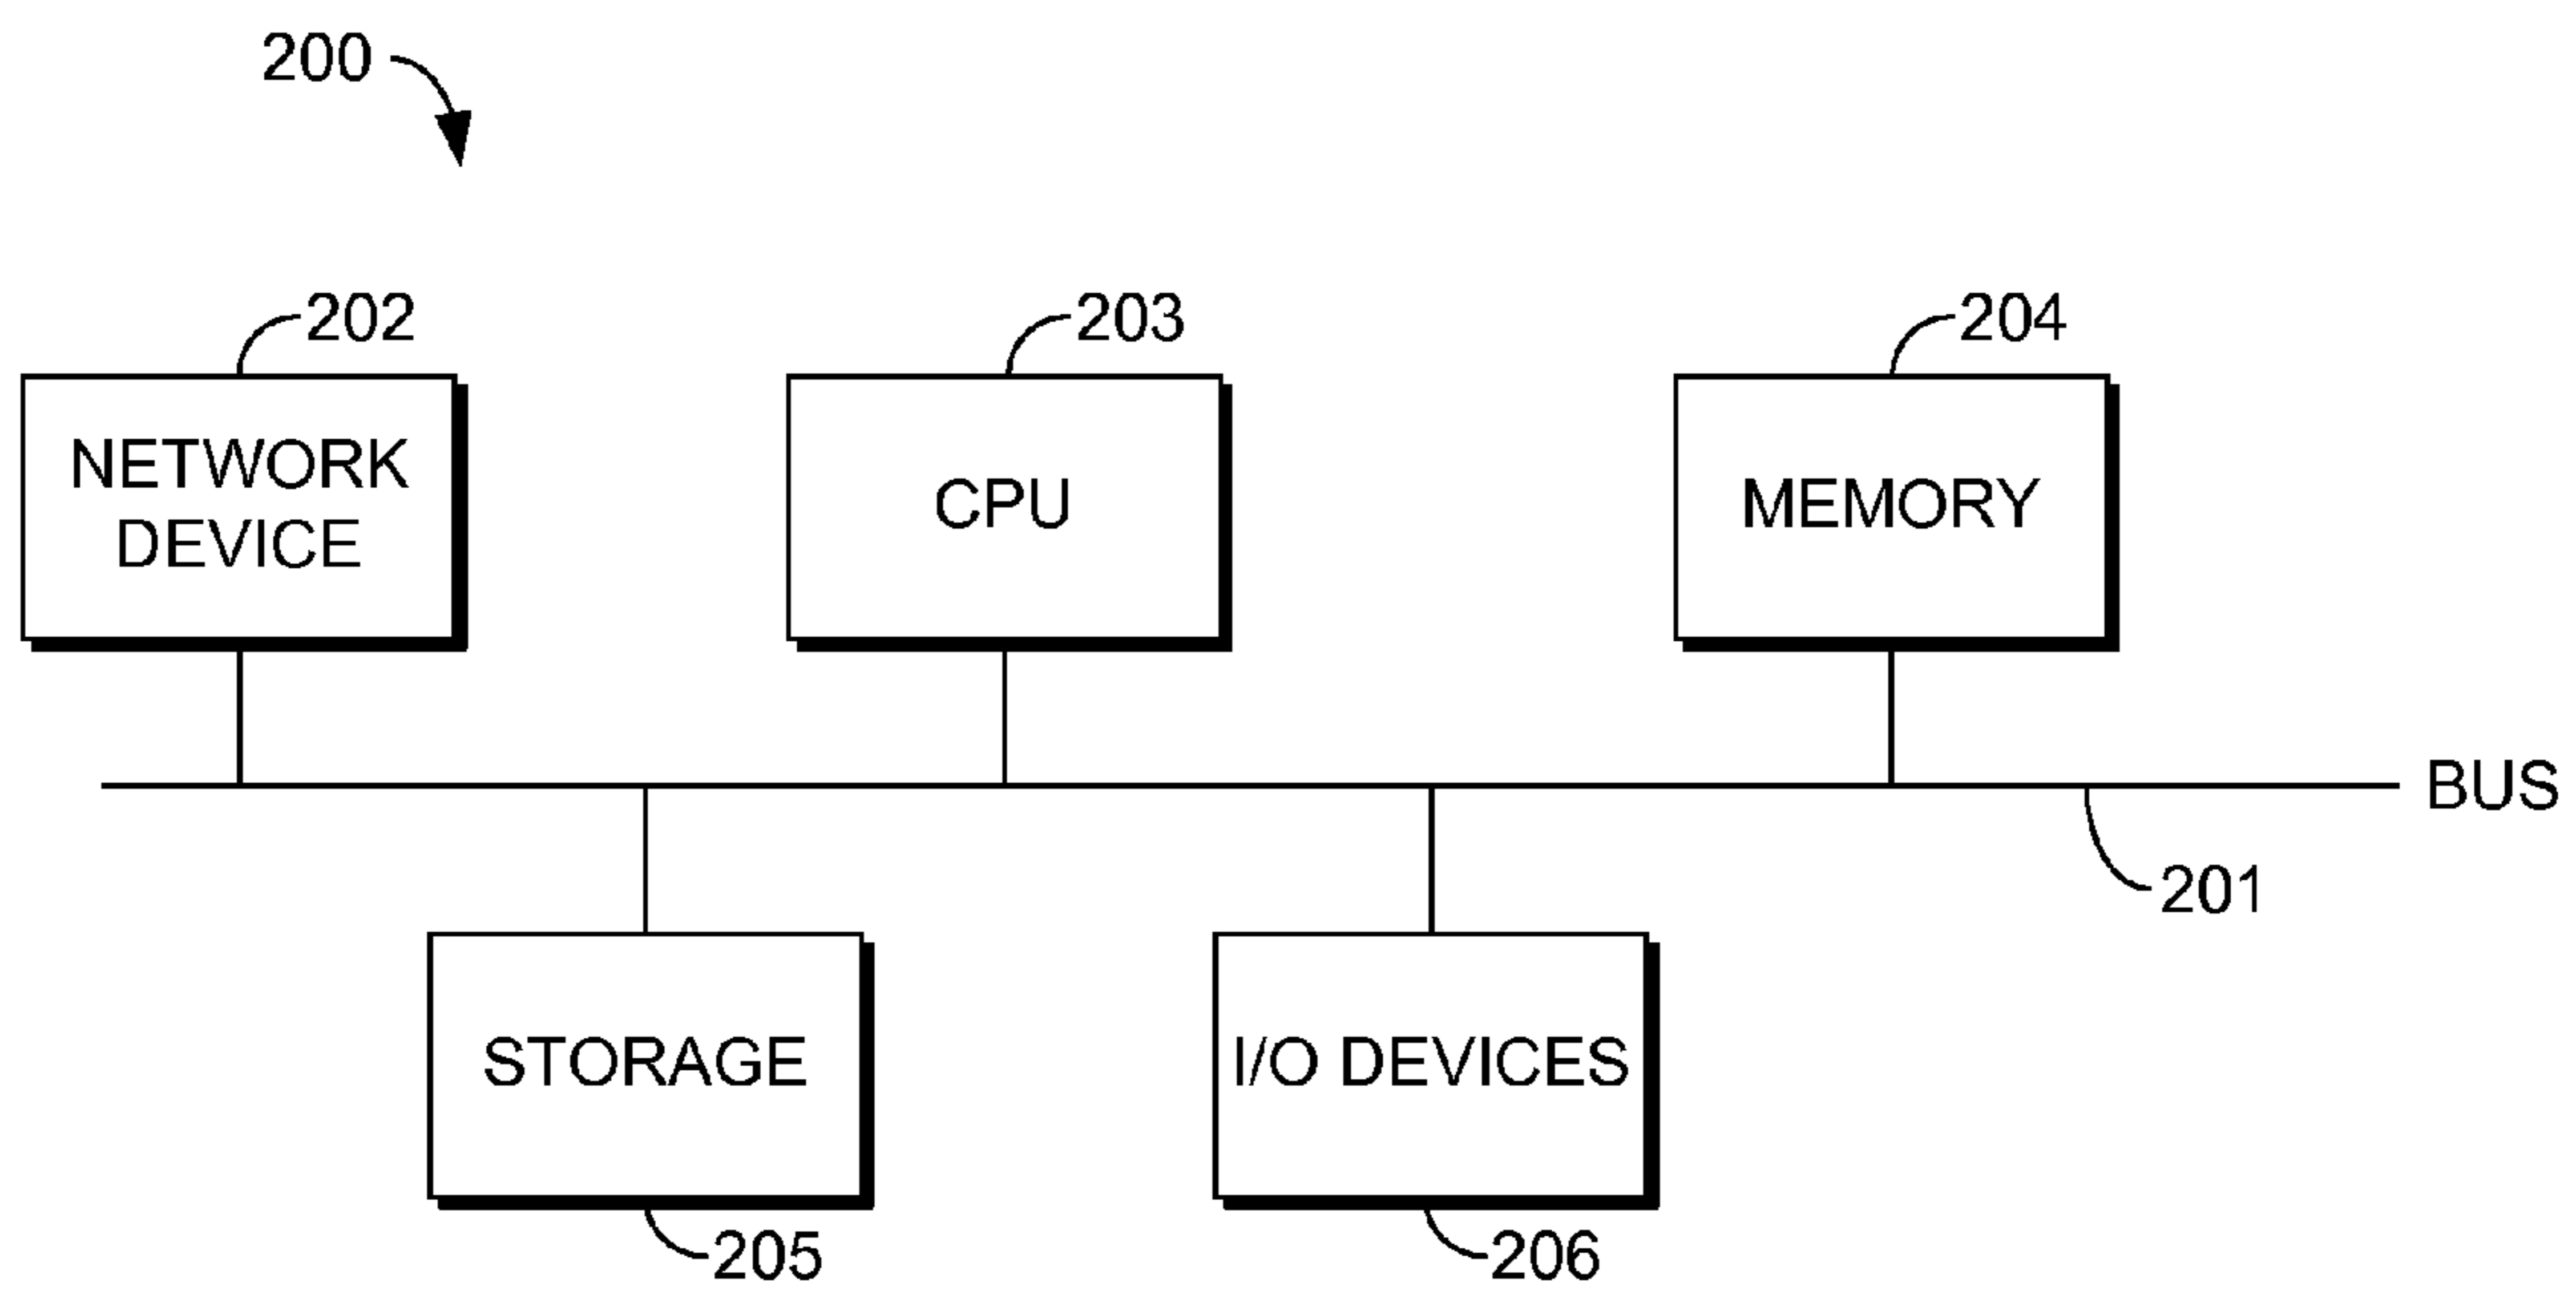 200
202
203
204
NETWORK
DEVICE
CPU
MEMORY
BUS
201
STORAGE
I/O DEVICES
205
206